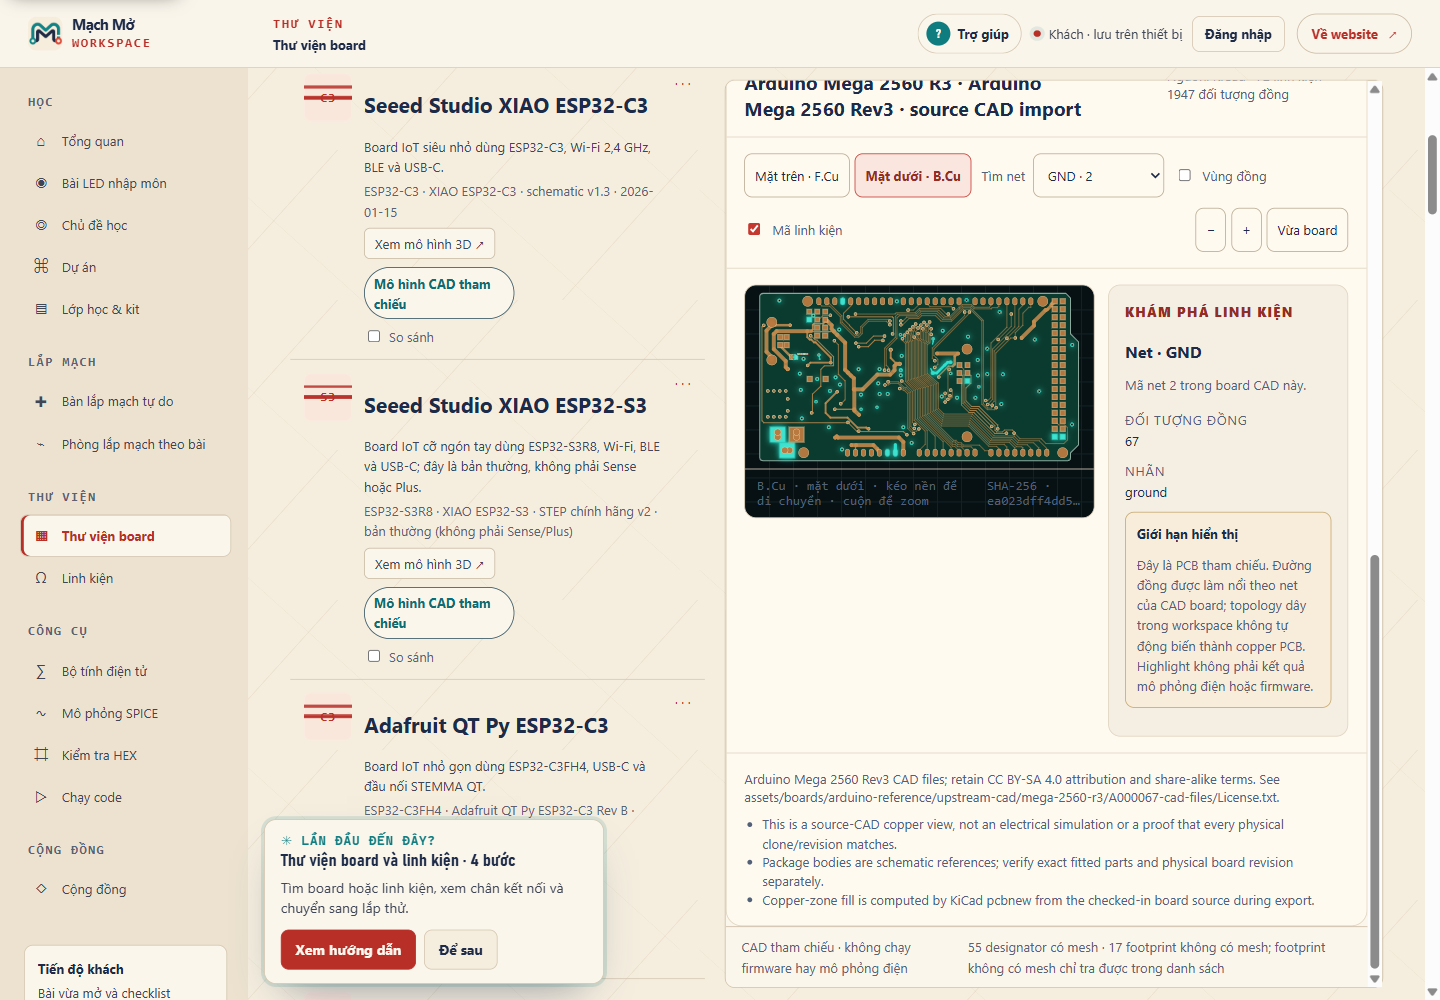 Mạch Mở
WORKSPACE
THƯ VIỆN
Thư viện board
? Trợ giúp
Khách · lưu trên thiết bị
Đăng nhập
Về website ↗
HỌC
Tổng quan
Bài LED nhập môn
Chủ đề học
Dự án
Lớp học & kit
LẮP MẠCH
Bàn lắp mạch tự do
Phòng lắp mạch theo bài
THƯ VIỆN
Thư viện board
Linh kiện
CÔNG CỤ
Bộ tính điện tử
Mô phỏng SPICE
Kiểm tra HEX
Chạy code
CỘNG ĐỒNG
Cộng đồng
Tiến độ khách
Bài vừa mở và checklist
C3
Seeed Studio XIAO ESP32-C3
...
Board IoT siêu nhỏ dùng ESP32-C3, Wi-Fi 2,4 GHz,
BLE và USB-C.
ESP32-C3 · XIAO ESP32-C3 · schematic v1.3 · 2026-
01-15
Xem mô hình 3D ↗
Mô hình CAD tham
chiếu
So sánh
S3
Seeed Studio XIAO ESP32-S3
...
Board IoT cỡ ngón tay dùng ESP32-S3R8, Wi-Fi, BLE
và USB-C; đây là bản thường, không phải Sense
hoặc Plus.
ESP32-S3R8 · XIAO ESP32-S3 · STEP chính hãng v2 ·
bản thường (không phải Sense/Plus)
Xem mô hình 3D ↗
Mô hình CAD tham
chiếu
So sánh
C3
Adafruit QT Py ESP32-C3
...
Board IoT nhỏ gọn dùng ESP32-C3FH4, USB-C và
đầu nối STEMMA QT.
ESP32-C3FH4 · Adafruit QT Py ESP32-C3 Rev B ·
LẦN ĐẦU ĐẾN ĐÂY?
Thư viện board và linh kiện · 4 bước
Tìm board hoặc linh kiện, xem chân kết nối và
chuyển sang lắp thử.
Xem hướng dẫn
Để sau
Arduino Mega 2560 R3 · Arduino
Mega 2560 Rev3 · source CAD import
1947 đối tượng đồng
Mặt trên · F.Cu
Mặt dưới · B.Cu
Tìm net
GND · 2
Vùng đồng
Mã linh kiện
−
+
Vừa board
B.Cu · mặt dưới · kéo nền để
di chuyển · cuộn để zoom
SHA-256 ·
ea023dff4dd5…
KHÁM PHÁ LINH KIỆN
Net · GND
Mã net 2 trong board CAD này.
ĐỐI TƯỢNG ĐỒNG
67
NHÃN
ground
Giới hạn hiển thị
Đây là PCB tham chiếu. Đường
đồng được làm nổi theo net
của CAD board; topology dây
trong workspace không tự
động biến thành copper PCB.
Highlight không phải kết quả
mô phỏng điện hoặc firmware.
Arduino Mega 2560 Rev3 CAD files; retain CC BY-SA 4.0 attribution and share-alike terms. See
assets/boards/arduino-reference/upstream-cad/mega-2560-r3/A000067-cad-files/License.txt.
• This is a source-CAD copper view, not an electrical simulation or a proof that every physical
clone/revision matches.
• Package bodies are schematic references; verify exact fitted parts and physical board revision
separately.
• Copper-zone fill is computed by KiCad pcbnew from the checked-in board source during export.
CAD tham chiếu · không chạy
firmware hay mô phỏng điện
55 designator có mesh · 17 footprint không có mesh; footprint
không có mesh chỉ tra được trong danh sách